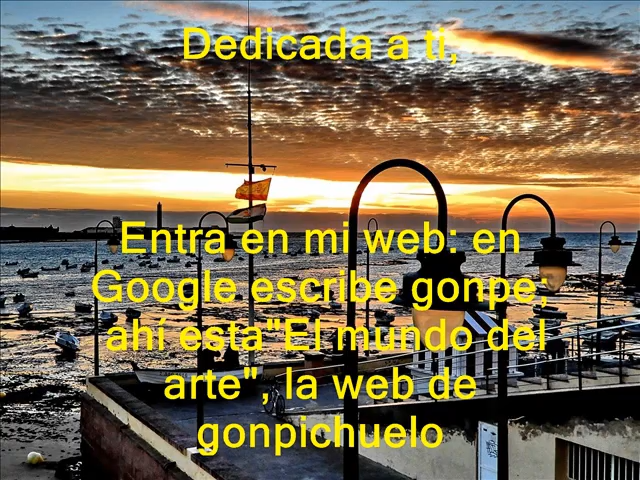 Dedicada a ti,
Entra en mi web: en
Google escribe gonpe;
ahí esta"El mundo del
arte", la web de
gonpichuelo